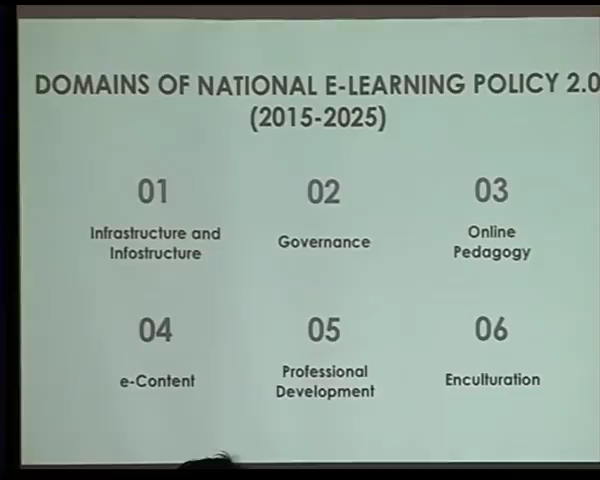 DOMAINS OF NATIONAL E-LEARNING POLICY 2.0
(2015-2025)
01
Infrastructure and
Infostructure
02
Governance
03
Online
Pedagogy
04
e-Content
05
Professional
Development
06
Enculturation